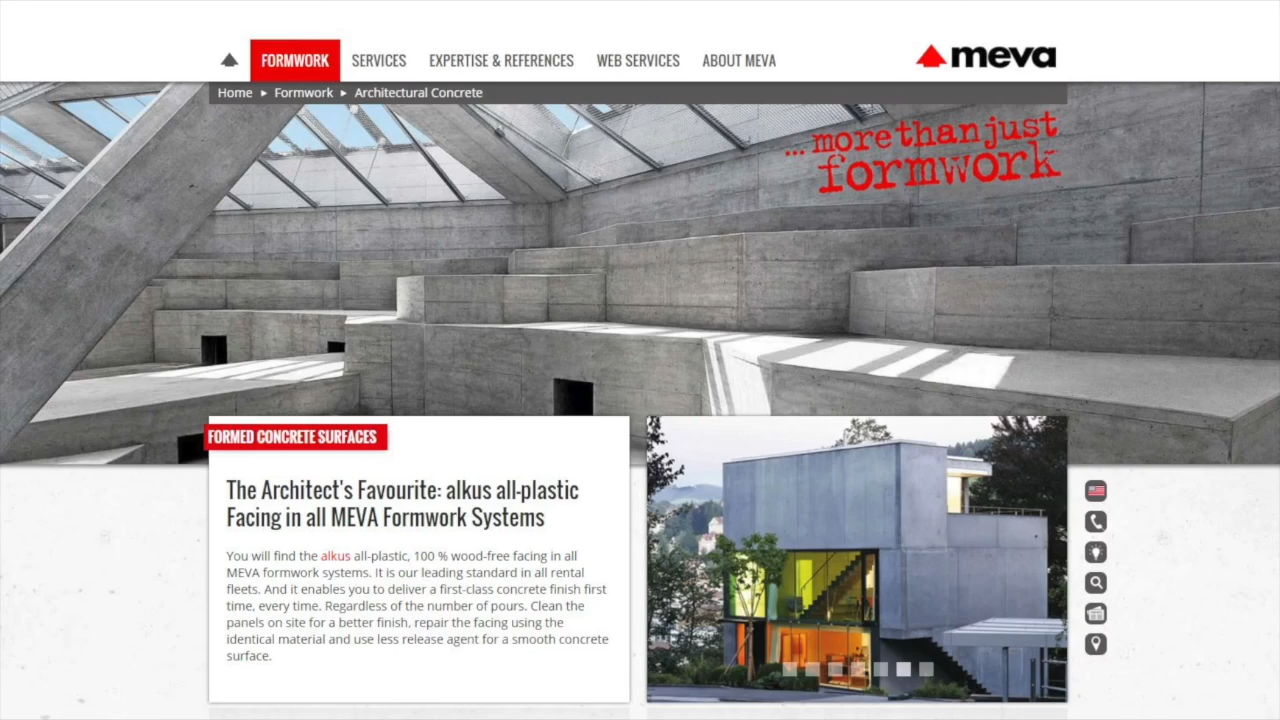 FORMWORK SERVICES EXPERTISE & REFERENCES WEB SERVICES ABOUT MEVA
meva
Home ▸ Formwork ▸ Architectural Concrete
... more than just
formwork
FORMED CONCRETE SURFACES
The Architect's Favourite: alkus all-plastic
Facing in all MEVA Formwork Systems
You will find the alkus all-plastic, 100 % wood-free facing in all
MEVA formwork systems. It is our leading standard in all rental
fleets. And it enables you to deliver a first-class concrete finish first
time, every time. Regardless of the number of pours. Clean the
panels on site for a better finish, repair the facing using the
identical material and use less release agent for a smooth concrete
surface.